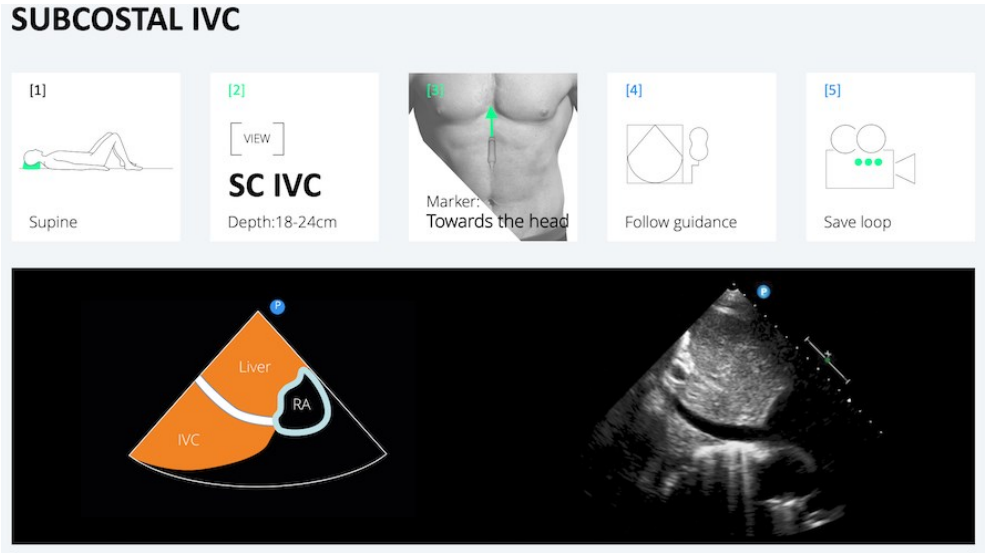 SUBCOSTAL IVC
[1]
Supine
[2]
VIEW
SC IVC
Depth:18-24cm
[3]
Marker:
Towards the head
[4]
Follow guidance
[5]
Save loop
P
Liver
RA
IVC
P